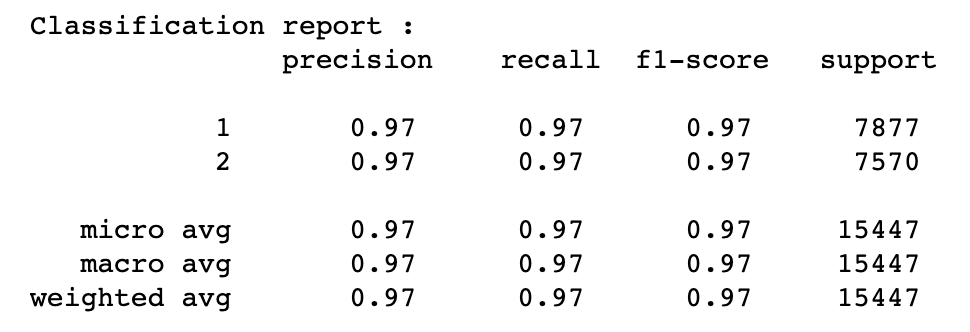 Classification report :
precision recall f1-score support
1 0.97 0.97 0.97 7877
2 0.97 0.97 0.97 7570
micro avg 0.97 0.97 0.97 15447
macro avg 0.97 0.97 0.97 15447
weighted avg 0.97 0.97 0.97 15447